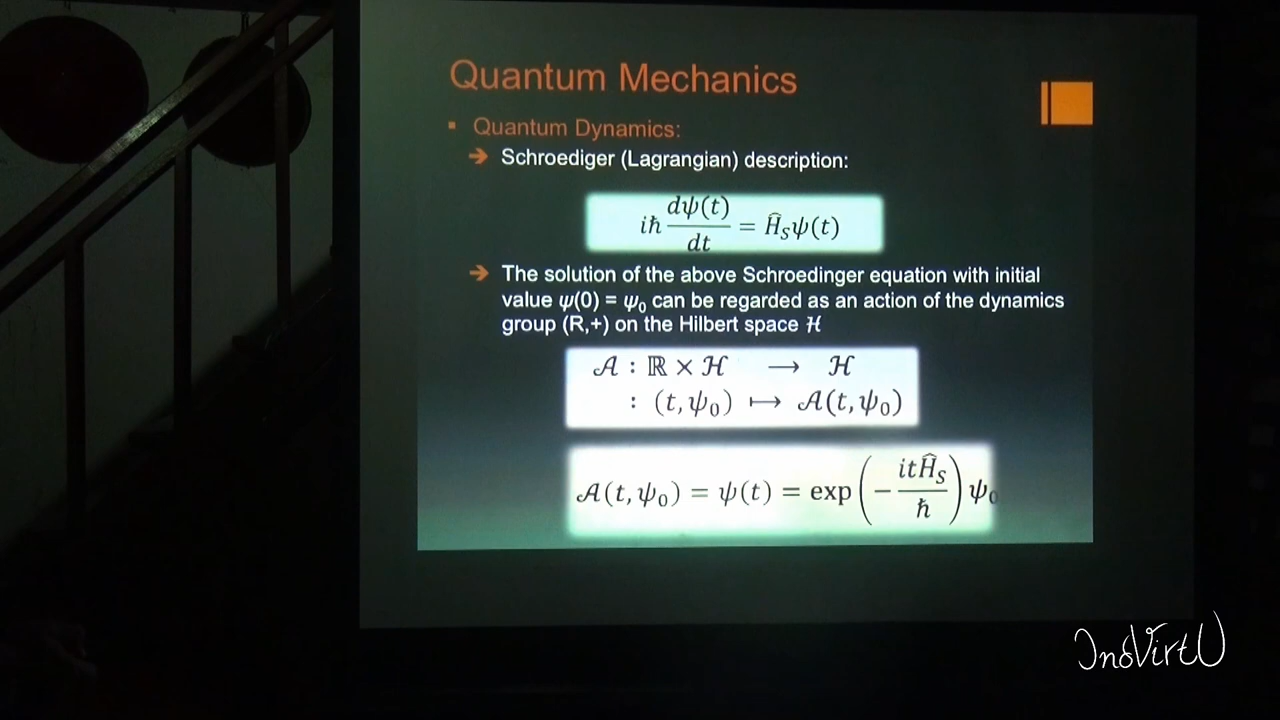 Quantum Mechanics
▪ Quantum Dynamics:
➔ Schroediger (Lagrangian) description:
iħ dψ(t)/dt = Ĥ_S ψ(t)
➔ The solution of the above Schroedinger equation with initial
value ψ(0) = ψ₀ can be regarded as an action of the dynamics
group (R,+) on the Hilbert space ℋ
𝒜 : ℝ × ℋ ⟶ ℋ
: (t,ψ₀) ⟼ 𝒜(t,ψ₀)
𝒜(t,ψ₀) = ψ(t) = exp(−itĤ_S/ħ)ψ₀
InoVirtU